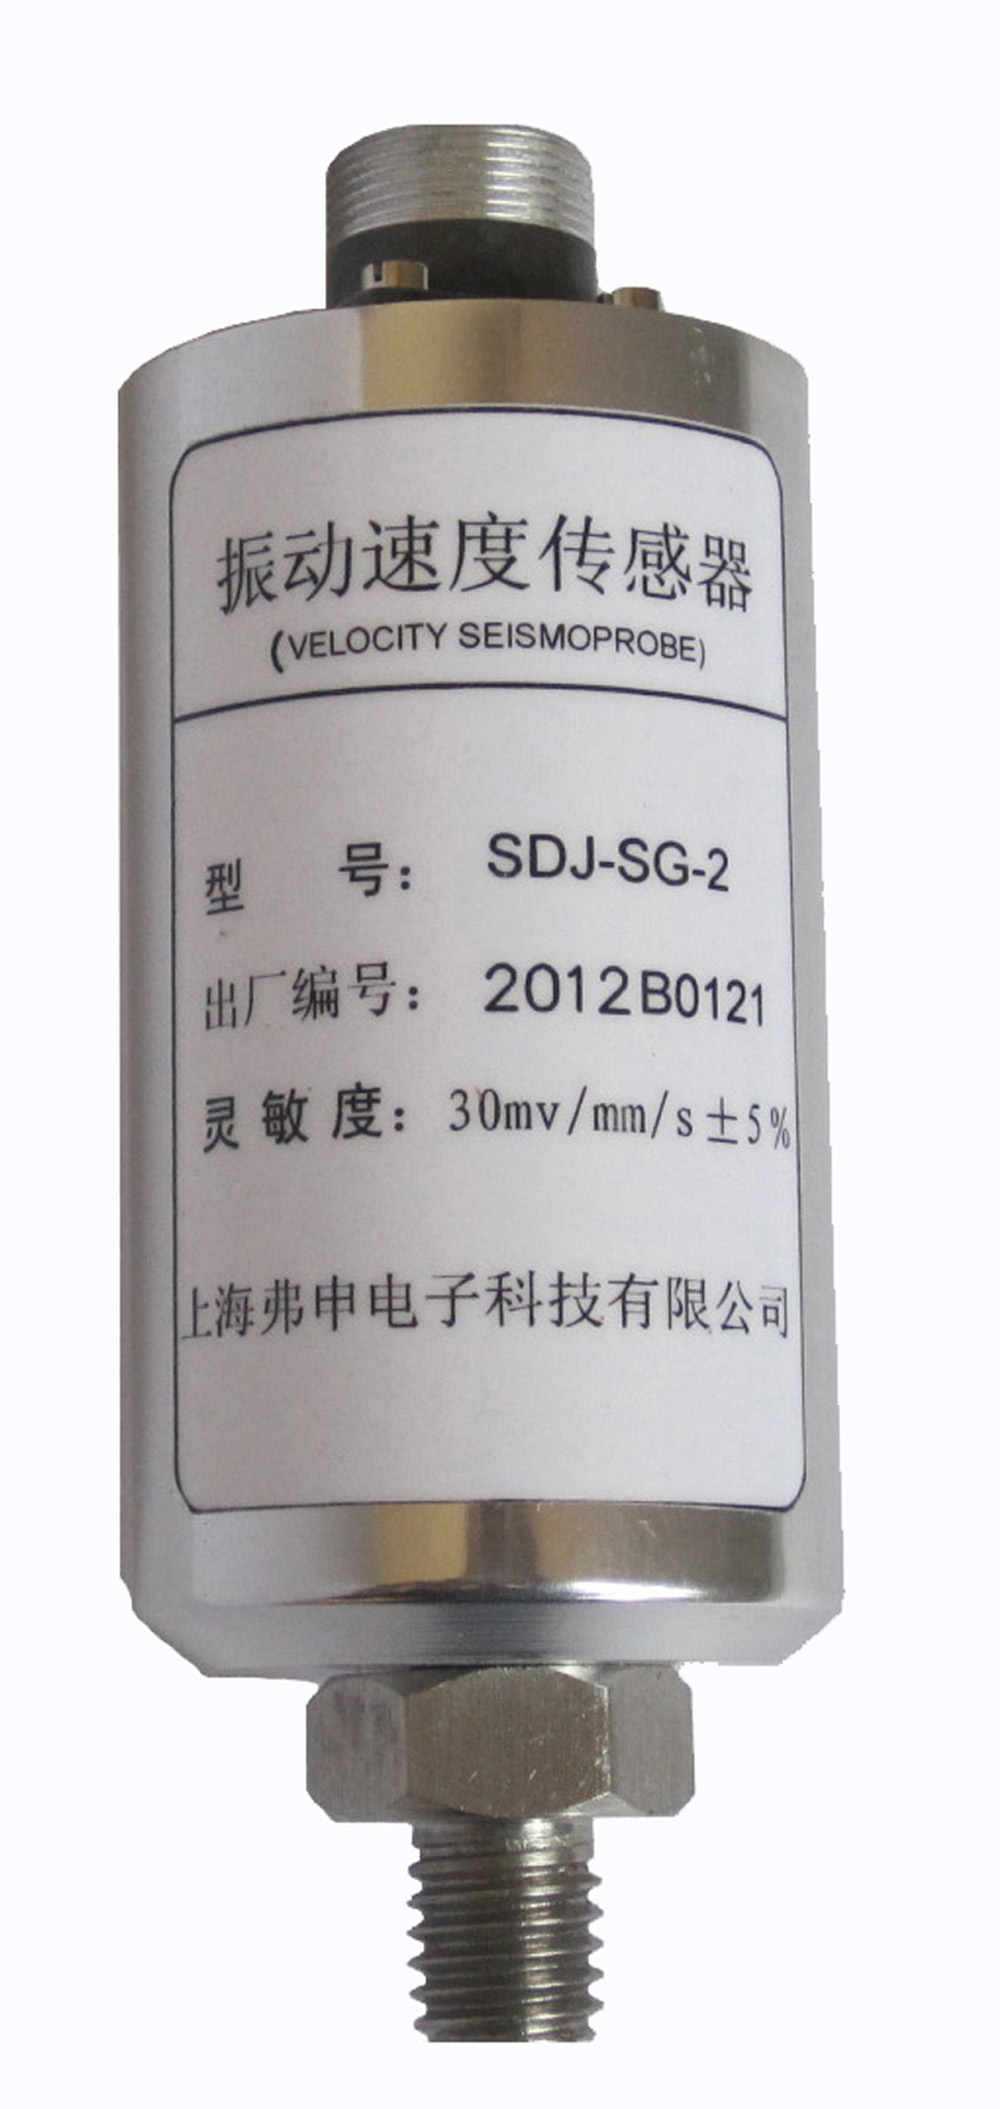 振动速度传感器
(VELOCITY SEISMOPROBE)
型 号： SDJ-SG-2
出厂编号： 2012B0121
灵敏度： 30mv/mm/s±5%
上海弗申电子科技有限公司